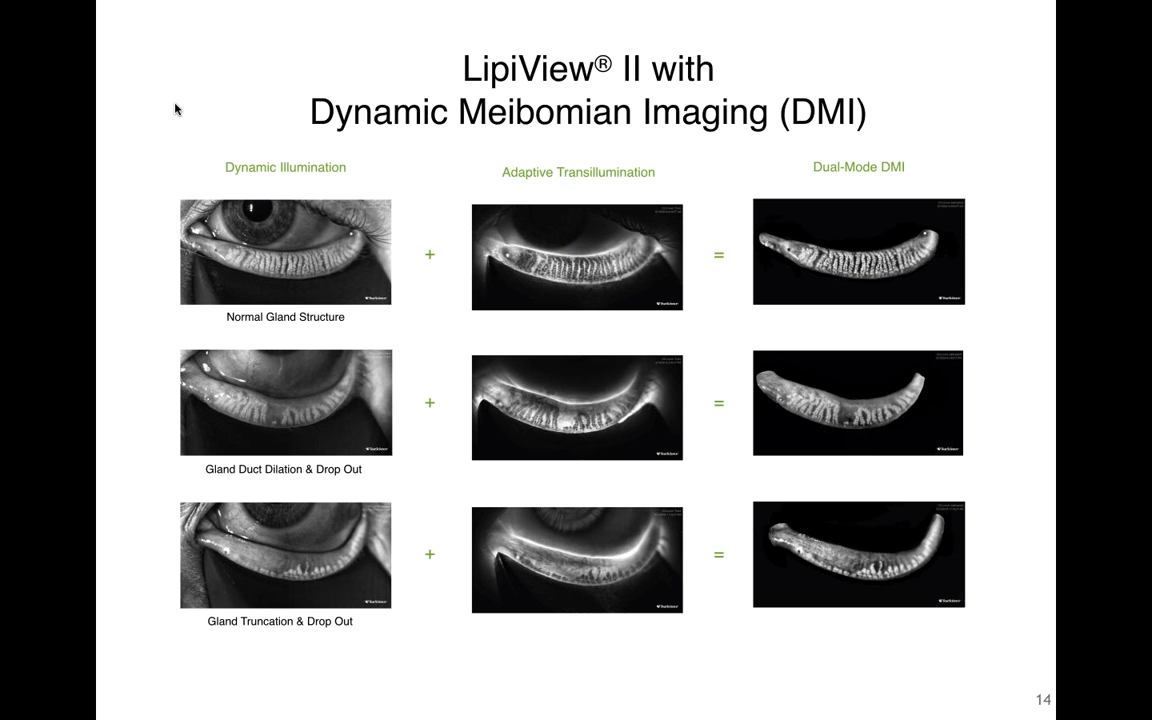 LipiView® II with
Dynamic Meibomian Imaging (DMI)
Dynamic Illumination
Adaptive Transillumination
Dual-Mode DMI
+
=
Normal Gland Structure
+
=
Gland Duct Dilation & Drop Out
+
=
Gland Truncation & Drop Out
14